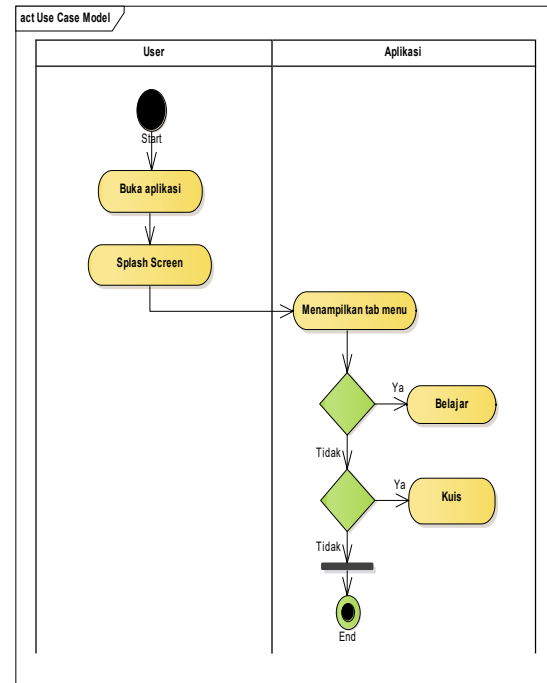 act Use Case Model
User
Aplikasi
Start
Buka aplikasi
Splash Screen
Menampilkan tab menu
Ya
Belajar
Tidak
Ya
Kuis
Tidak
End